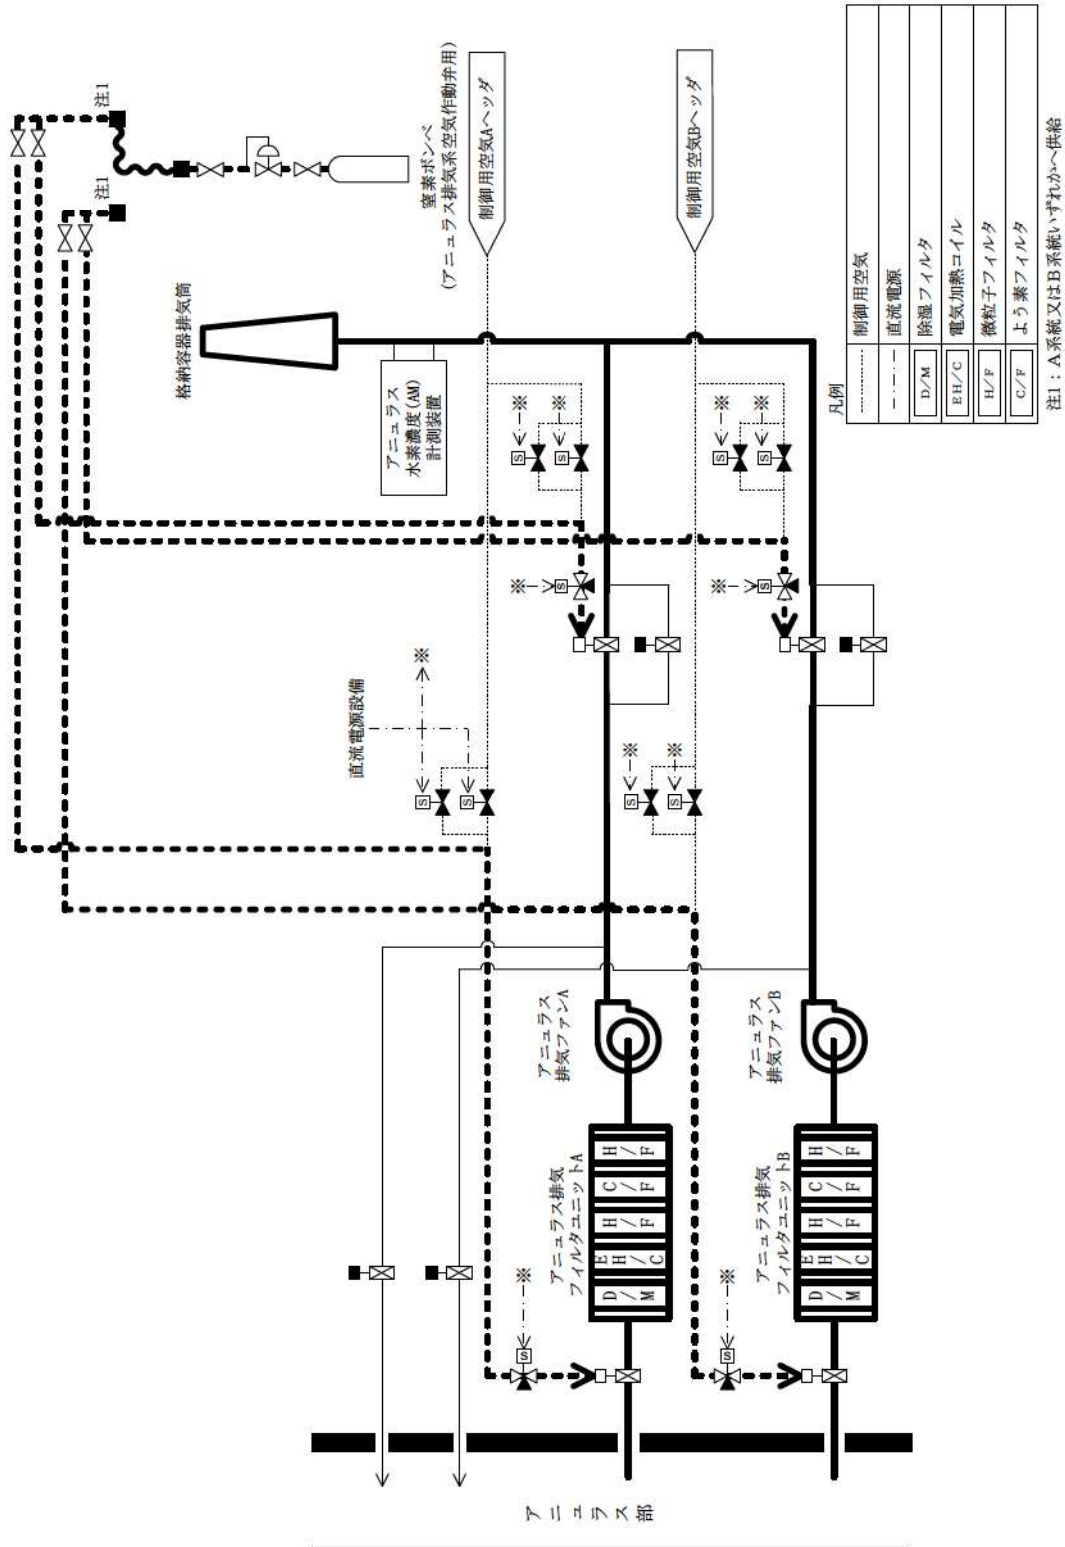 注1
注1
窒素ボンベ
(アニュラス排気系空気作動弁用)
制御用空気Aヘッダ
制御用空気Bヘッダ
格納容器排気筒
アニュラス
水素濃度(AM)
計測装置
※
※
※
※
S
S
S
S
※
※
S
S
直流電源設備
※
※
※
S
S
S
S
アニュラス
排気ファンA
アニュラス
排気ファンB
アニュラス排気
フィルタユニットA
D/M
EH/C
H/F
C/F
H/F
アニュラス排気
フィルタユニットB
D/M
EH/C
H/F
C/F
H/F
※
※
S
S
アニュラス部
凡例
制御用空気
直流電源
D/M 除湿フィルタ
EH/C 電気加熱コイル
H/F 微粒子フィルタ
C/F よう素フィルタ
注1：A系統又はB系統いずれかへ供給